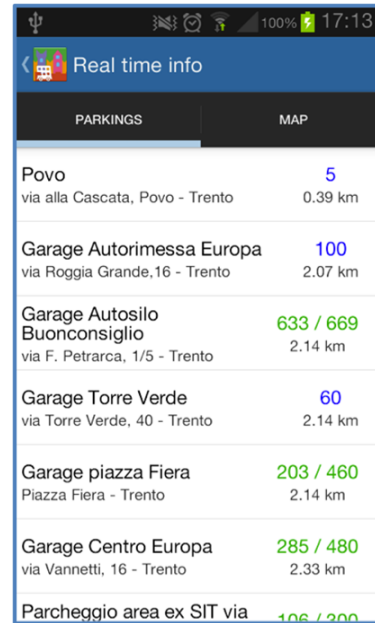 100% 17:13
Real time info
PARKINGS MAP
Povo 5
via alla Cascata, Povo - Trento 0.39 km
Garage Autorimessa Europa 100
via Roggia Grande,16 - Trento 2.07 km
Garage Autosilo
Buonconsiglio 633 / 669
via F. Petrarca, 1/5 - Trento 2.14 km
Garage Torre Verde 60
via Torre Verde, 40 - Trento 2.14 km
Garage piazza Fiera 203 / 460
Piazza Fiera - Trento 2.14 km
Garage Centro Europa 285 / 480
via Vannetti, 16 - Trento 2.33 km
Parcheggio area ex SIT via 106 / 300